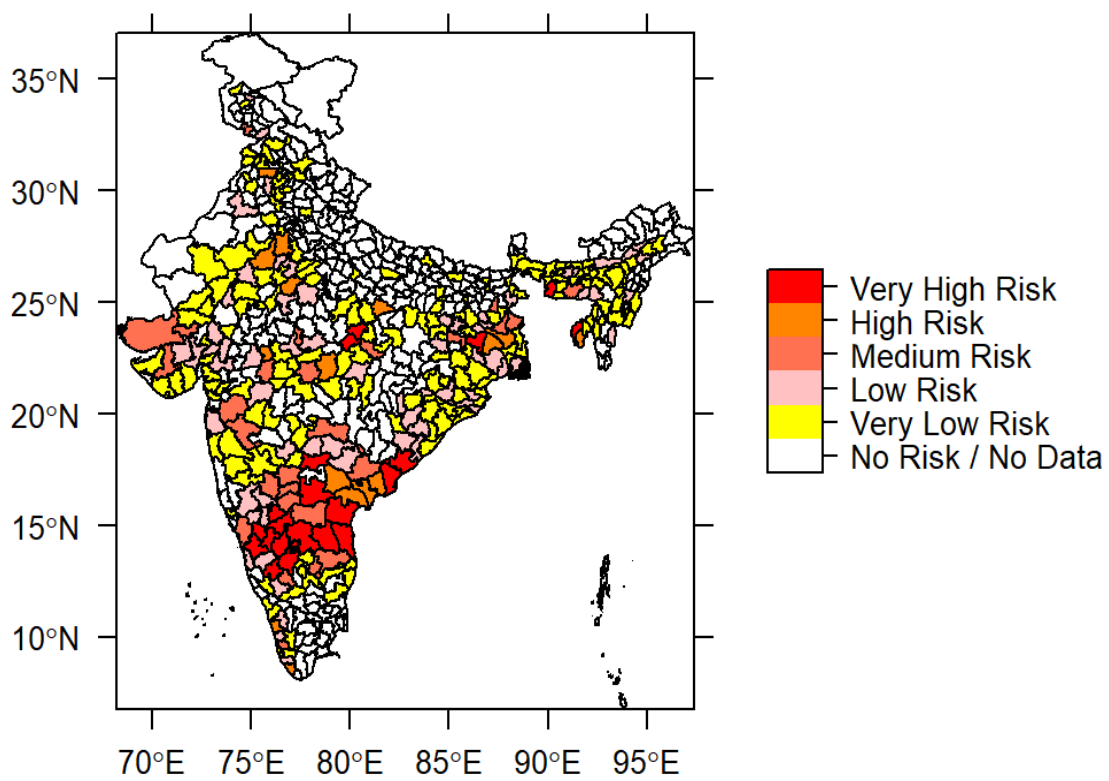 35°N
30°N
25°N
20°N
15°N
10°N
70°E 75°E 80°E 85°E 90°E 95°E
Very High Risk
High Risk
Medium Risk
Low Risk
Very Low Risk
No Risk / No Data